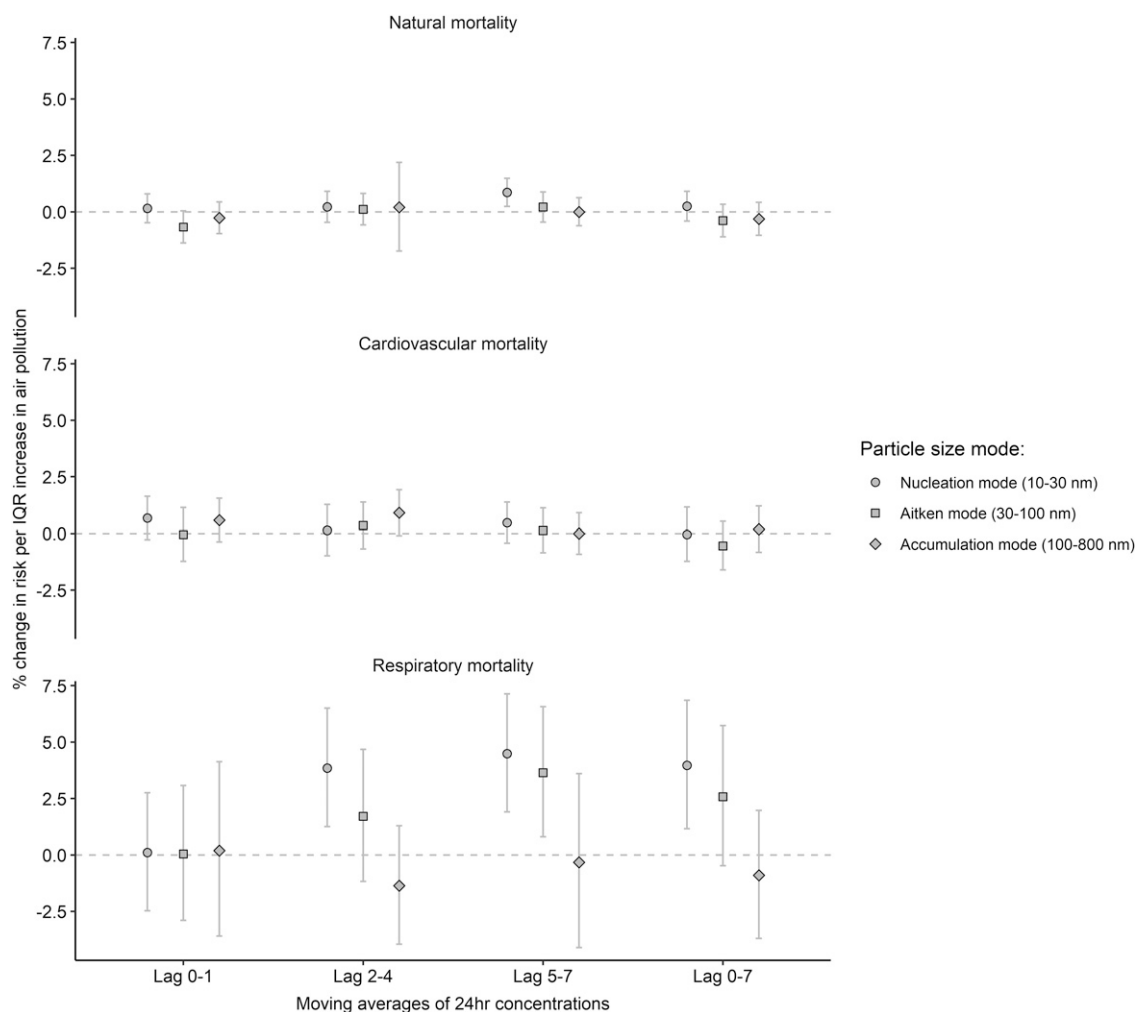 Natural mortality
7.5
5.0
2.5
0.0
-2.5
Cardiovascular mortality
7.5
5.0
2.5
0.0
-2.5
Respiratory mortality
7.5
5.0
2.5
0.0
-2.5
% change in risk per IQR increase in air pollution
Lag 0-1 Lag 2-4 Lag 5-7 Lag 0-7
Moving averages of 24hr concentrations
Particle size mode:
Nucleation mode (10-30 nm)
Aitken mode (30-100 nm)
Accumulation mode (100-800 nm)